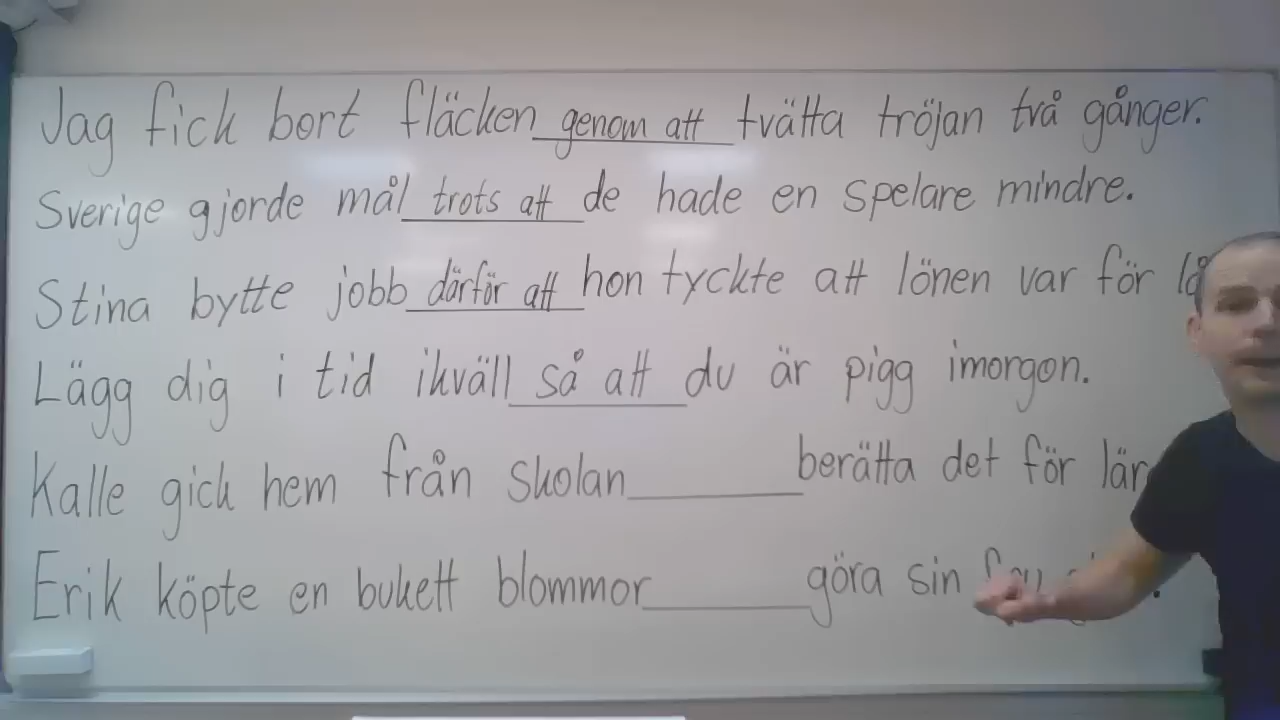 Jag fick bort fläcken genom att tvätta tröjan två gånger.
Sverige gjorde mål trots att de hade en spelare mindre.
Stina bytte jobb därför att hon tyckte att lönen var för
Lägg dig i tid ikväll så att du är pigg imorgon.
Kalle gick hem från skolan______ berätta det för
Erik köpte en bukett blommor______ göra sin